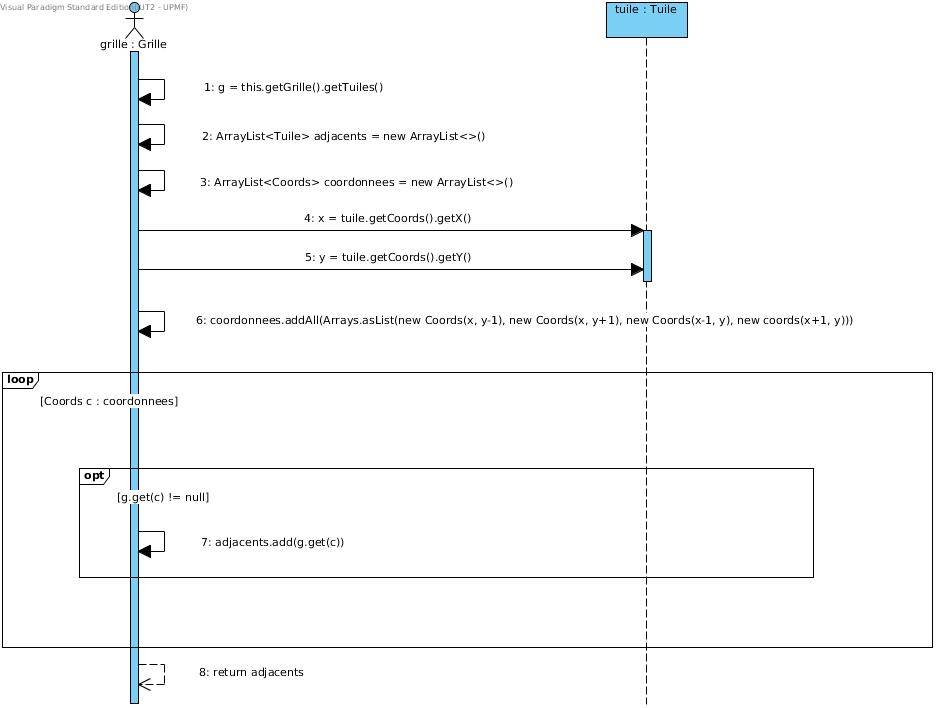 Visual Paradigm Standard Edition(UT2 - UPMF)
tuile : Tuile
grille : Grille
1: g = this.getGrille().getTuiles()
2: ArrayList<Tuile> adjacents = new ArrayList<>()
3: ArrayList<Coords> coordonnees = new ArrayList<>()
4: x = tuile.getCoords().getX()
5: y = tuile.getCoords().getY()
6: coordonnees.addAll(Arrays.asList(new Coords(x, y-1), new Coords(x, y+1), new Coords(x-1, y), new coords(x+1, y)))
loop
[Coords c : coordonnees]
opt
[g.get(c) != null]
7: adjacents.add(g.get(c))
8: return adjacents